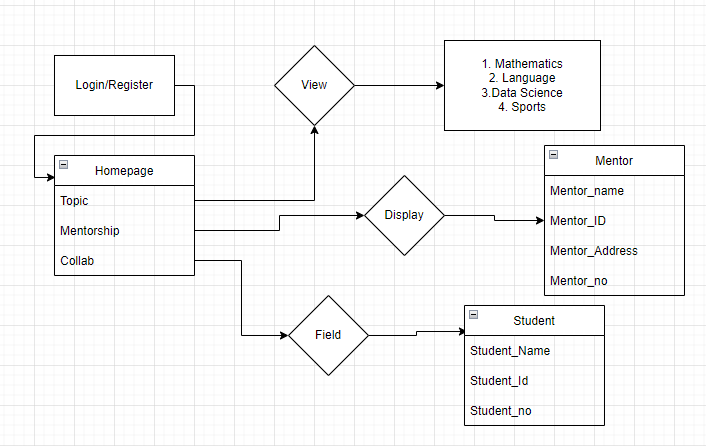 Login/Register
View
1. Mathematics
2. Language
3.Data Science
4. Sports
Homepage
Topic
Mentorship
Collab
Display
Mentor
Mentor_name
Mentor_ID
Mentor_Address
Mentor_no
Field
Student
Student_Name
Student_Id
Student_no